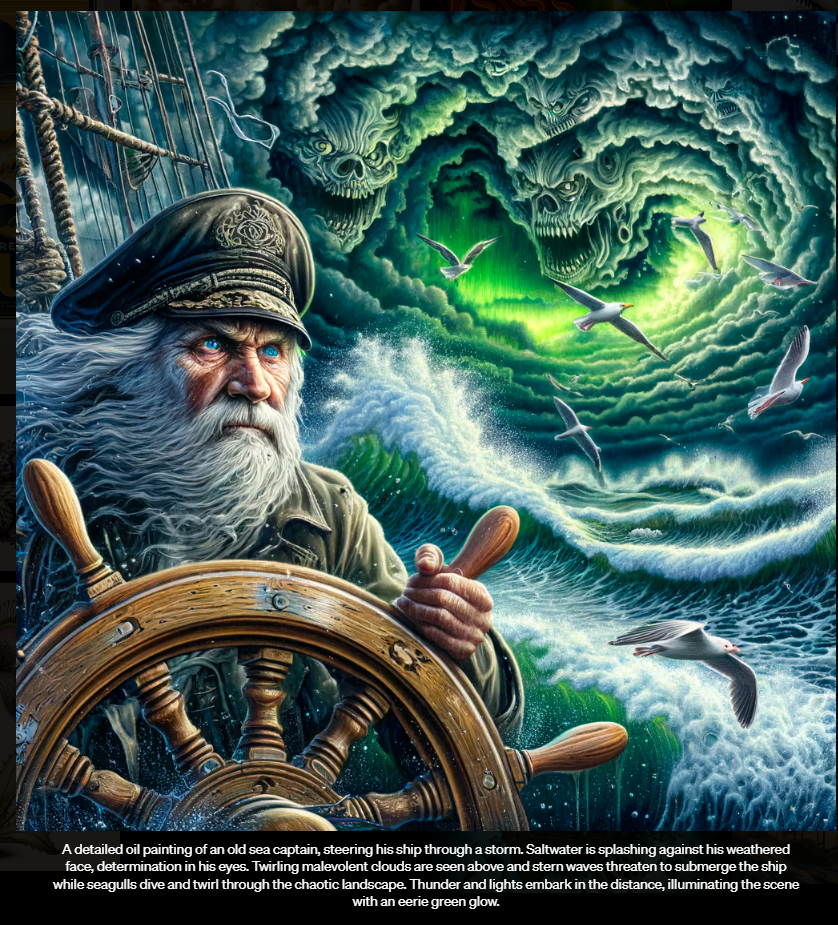 A detailed oil painting of an old sea captain, steering his ship through a storm. Saltwater is splashing against his weathered
face, determination in his eyes. Twirling malevolent clouds are seen above and stern waves threaten to submerge the ship
while seagulls dive and twirl through the chaotic landscape. Thunder and lights embark in the distance, illuminating the scene
with an eerie green glow.